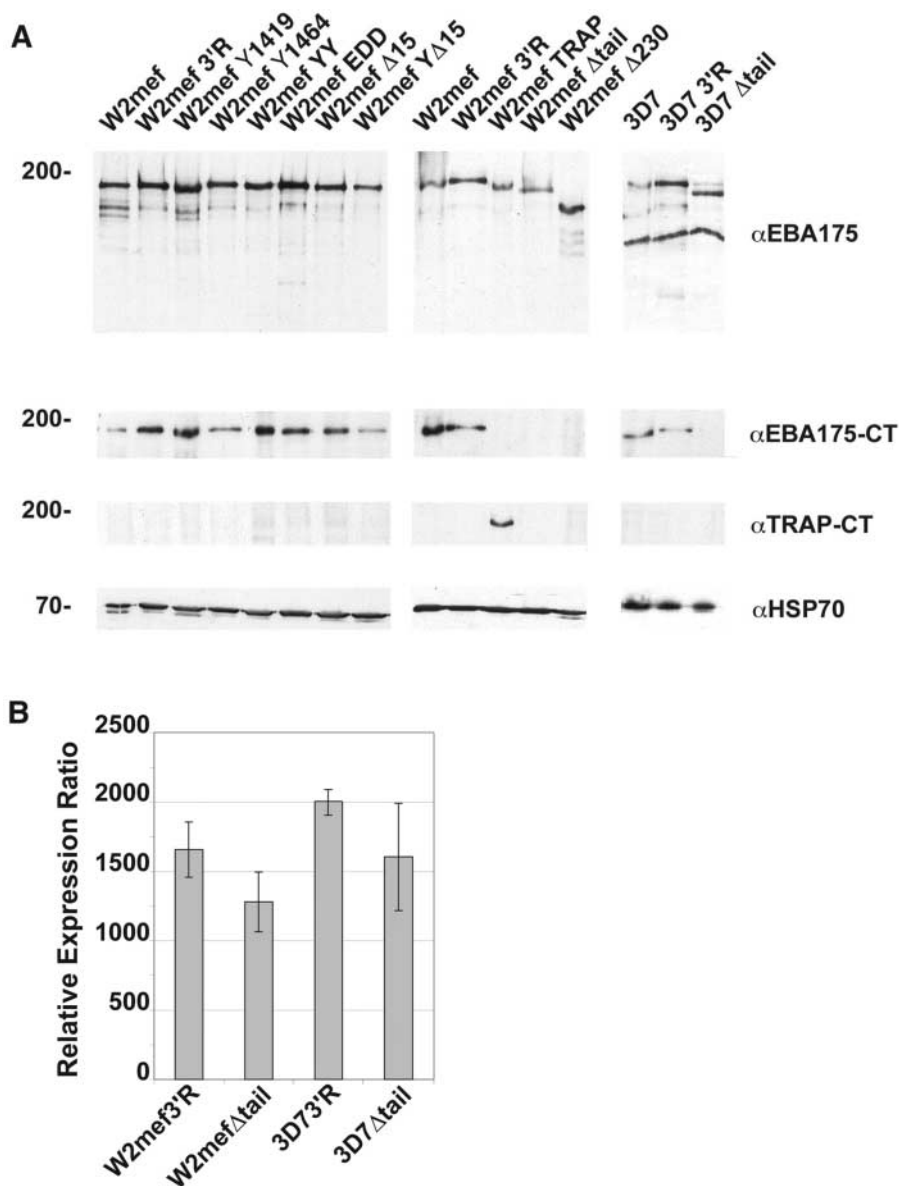 A
W2mef
W2mef 3'R
W2mef Y1419
W2mef Y1464
W2mef YY
W2mef EDD
W2mef Δ15
W2mef YΔ15
W2mef
W2mef 3'R
W2mef TRAP
W2mef Δtail
W2mef Δ230
3D7
3D7 3'R
3D7 Δtail
200-
αEBA175
200-
αEBA175-CT
200-
αTRAP-CT
70-
αHSP70
B
Relative Expression Ratio
2500
2000
1500
1000
500
0
W2mef3'R
W2mefΔtail
3D73'R
3D7Δtail